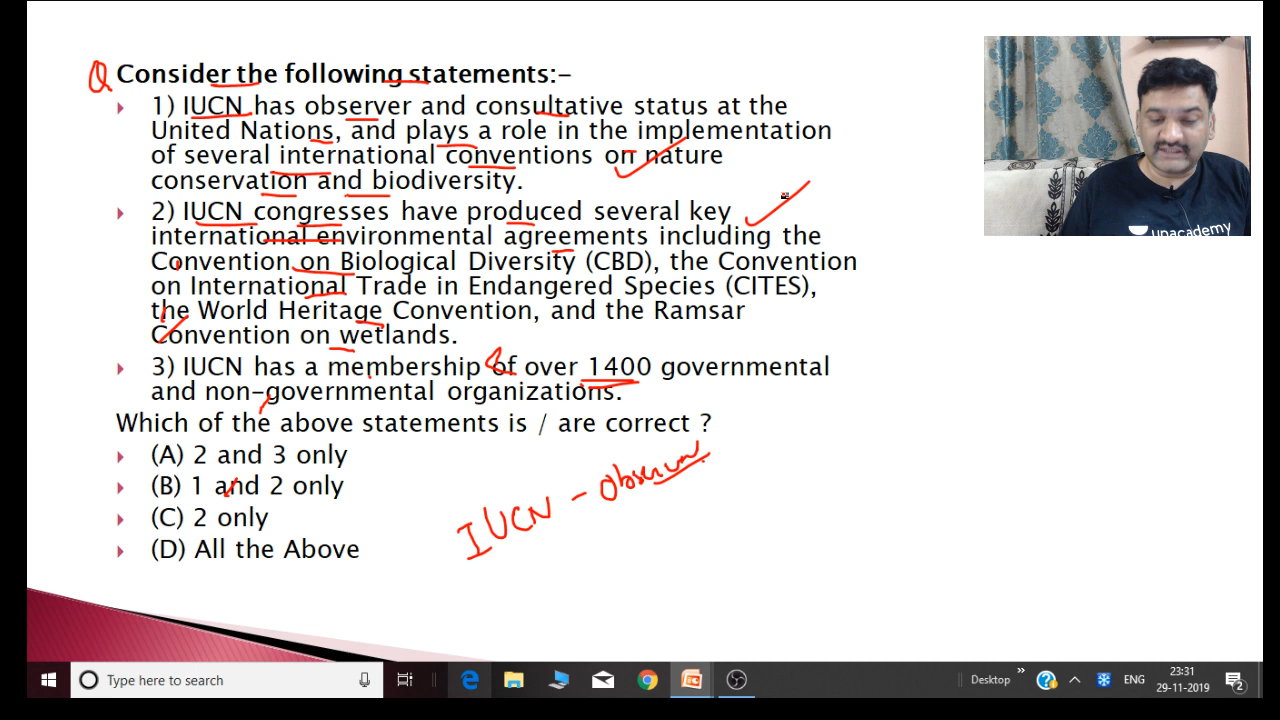 Q Consider the following statements:-
1) IUCN has observer and consultative status at the
United Nations, and plays a role in the implementation
of several international conventions on nature
conservation and biodiversity.
2) IUCN congresses have produced several key
international environmental agreements including the
Convention on Biological Diversity (CBD), the Convention
on International Trade in Endangered Species (CITES),
the World Heritage Convention, and the Ramsar
Convention on wetlands.
3) IUCN has a membership of over 1400 governmental
and non-governmental organizations.
Which of the above statements is / are correct ?
(A) 2 and 3 only
(B) 1 and 2 only
(C) 2 only
(D) All the Above
IUCN -
unacademy
Type here to search
Desktop
ENG
23:31
29-11-2019
2